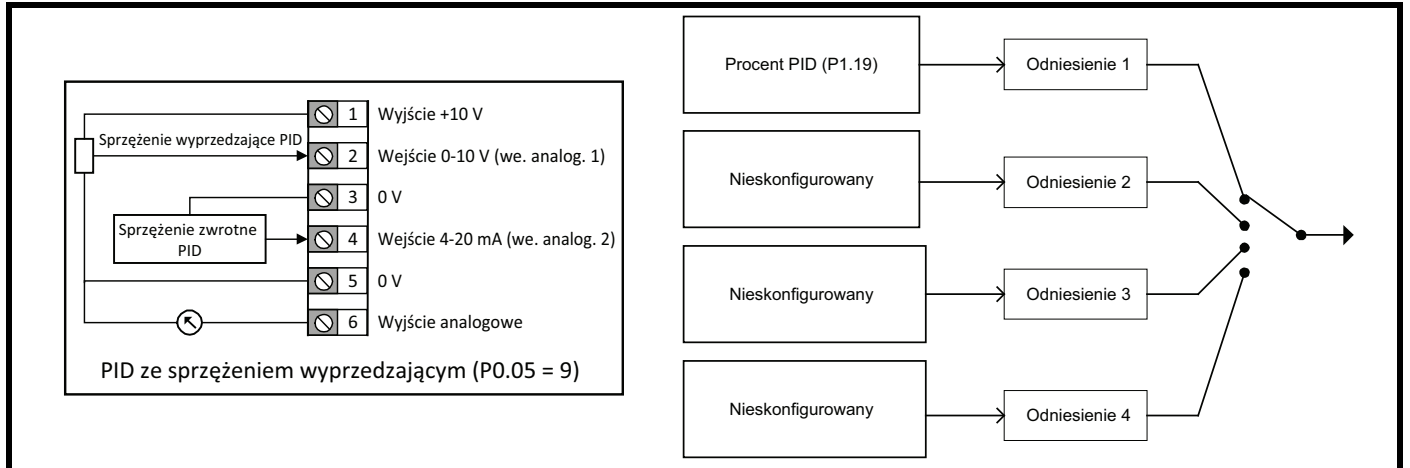 1 Wyjście +10 V
Sprzężenie wyprzedzające PID
2 Wejście 0-10 V (we. analog. 1)
3 0 V
Sprzężenie zwrotne
PID
4 Wejście 4-20 mA (we. analog. 2)
5 0 V
6 Wyjście analogowe
PID ze sprzężeniem wyprzedzającym (P0.05 = 9)
Procent PID (P1.19)
Odniesienie 1
Nieskonfigurowany
Odniesienie 2
Nieskonfigurowany
Odniesienie 3
Nieskonfigurowany
Odniesienie 4